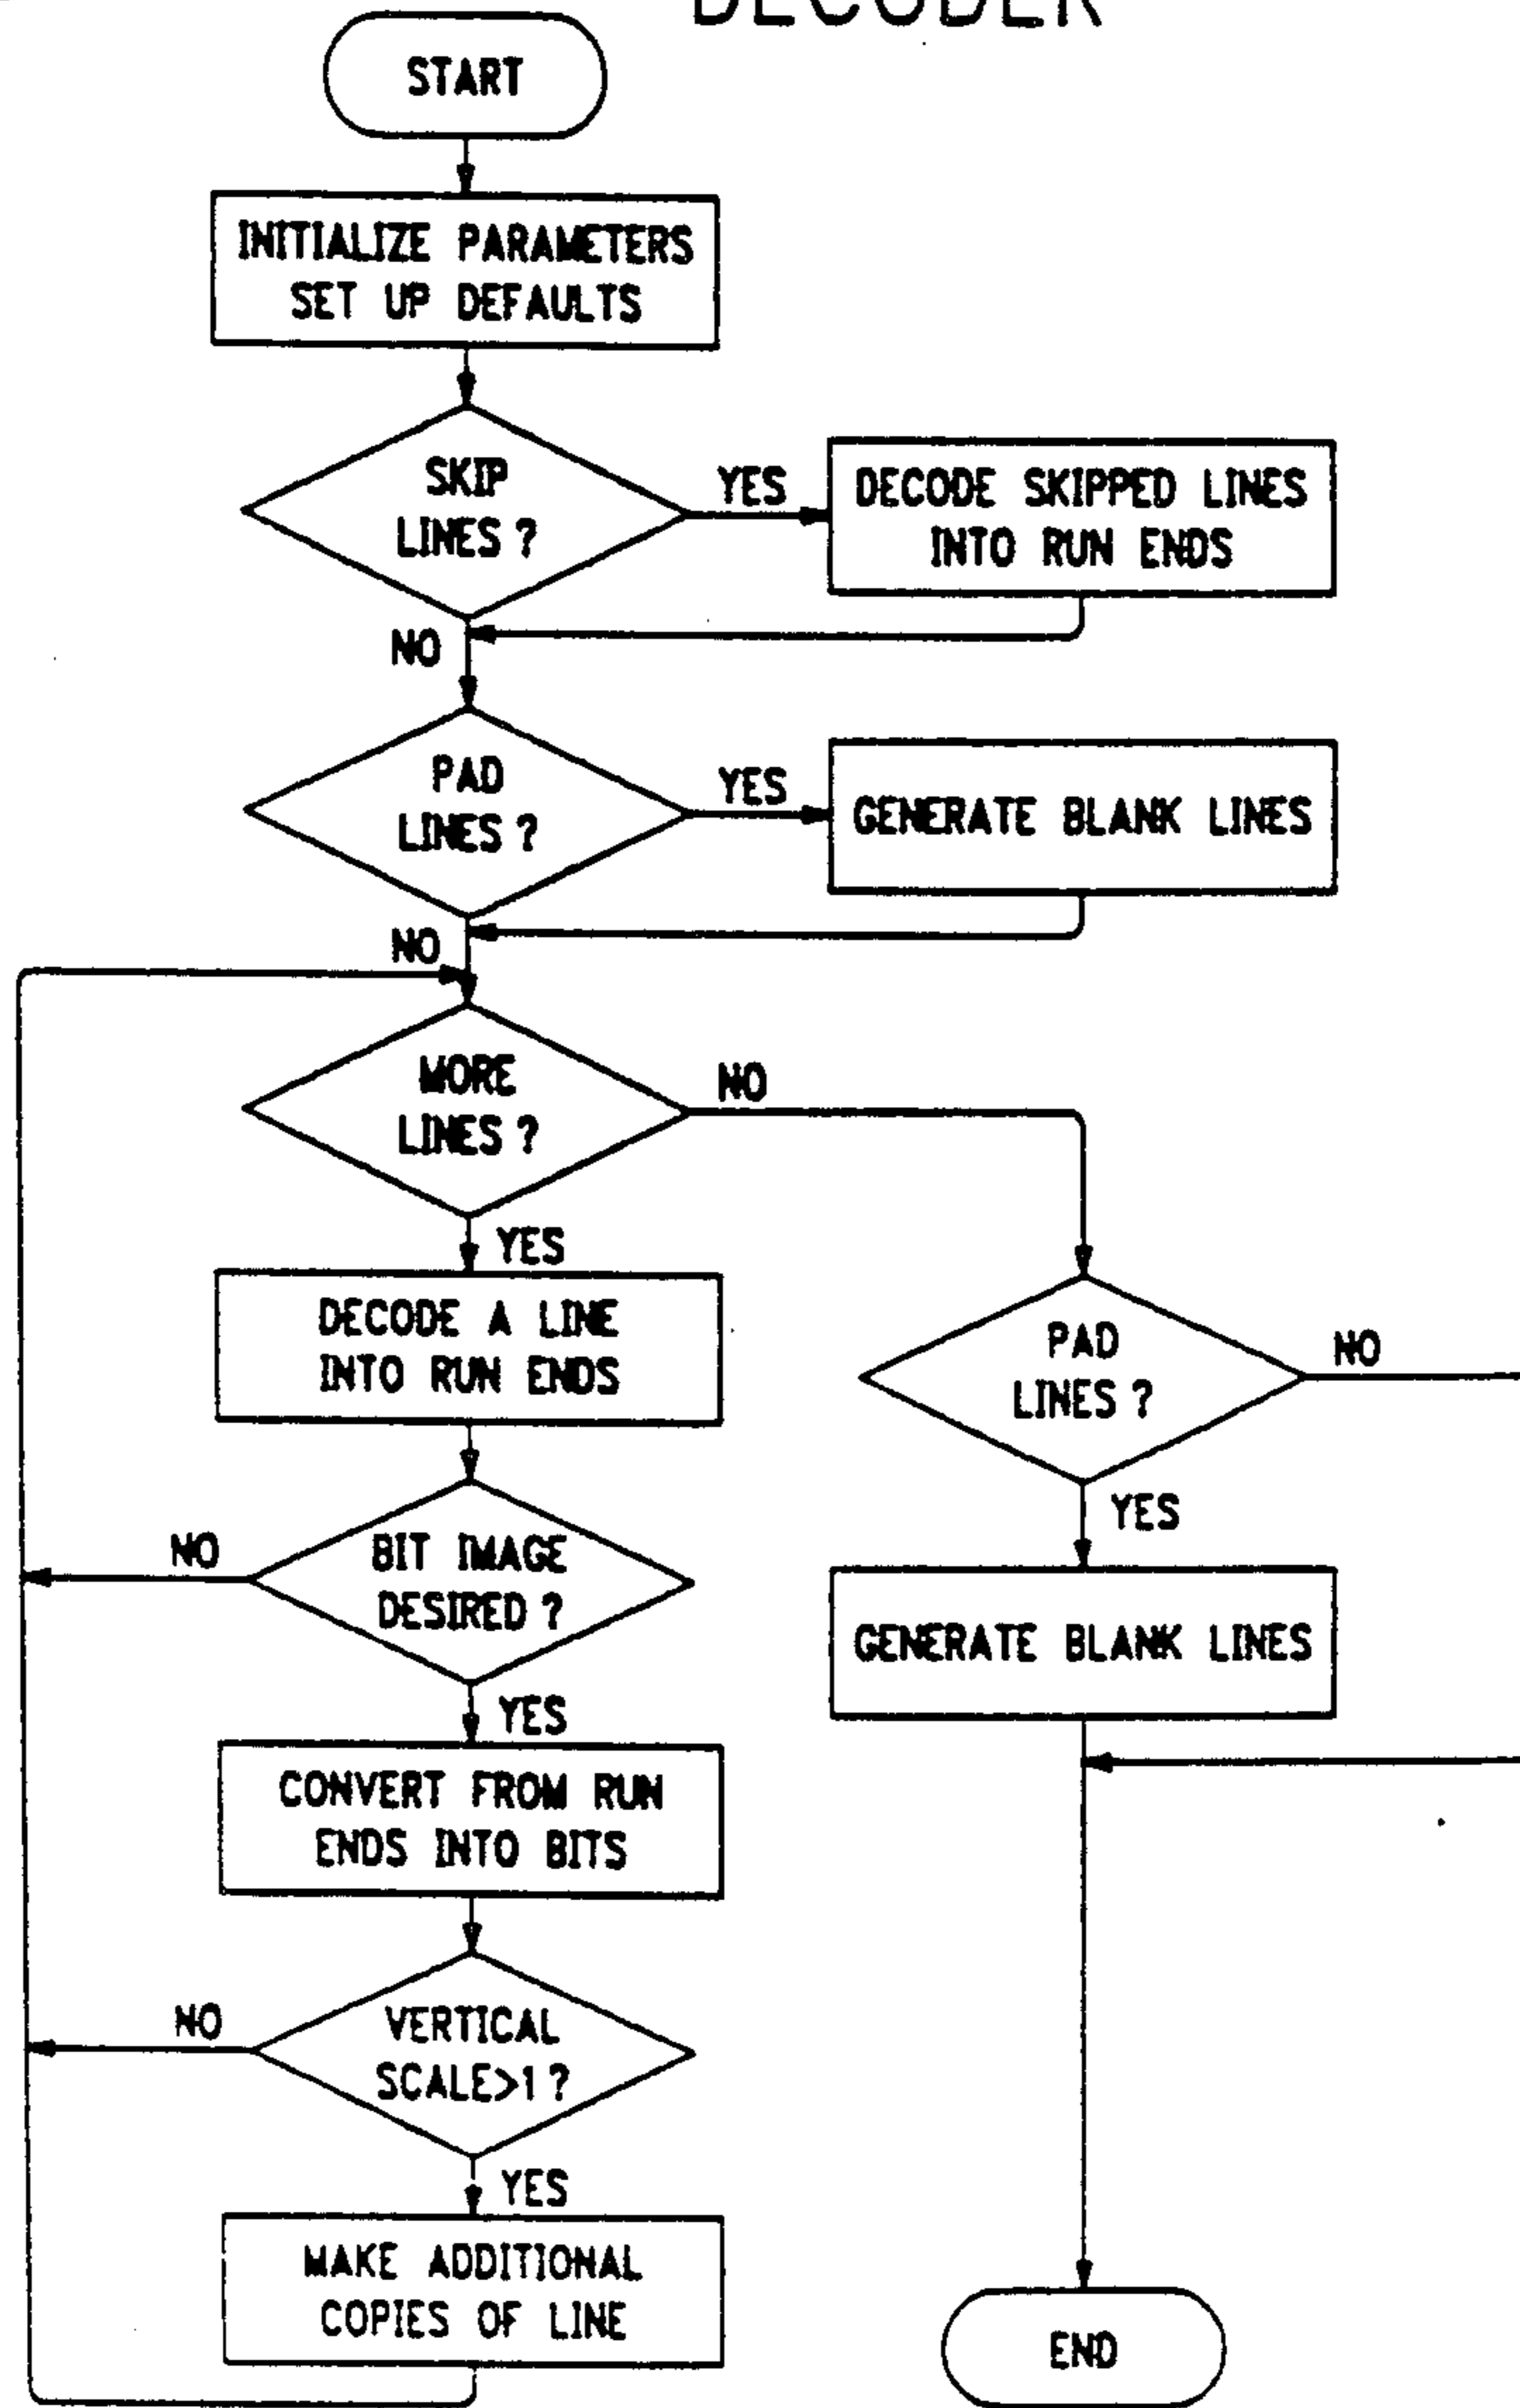 DECODER
START
INITIALIZE PARAMETERS
SET UP DEFAULTS
SKIP
LINES ?
YES
DECODE SKIPPED LINES
INTO RUN ENDS
NO
PAD
LINES ?
YES
GENERATE BLANK LINES
NO
MORE
LINES ?
NO
YES
DECODE A LINE
INTO RUN ENDS
PAD
LINES ?
NO
YES
BIT IMAGE
DESIRED ?
NO
YES
GENERATE BLANK LINES
CONVERT FROM RUN
ENDS INTO BITS
VERTICAL
SCALE>1 ?
NO
YES
MAKE ADDITIONAL
COPIES OF LINE
END